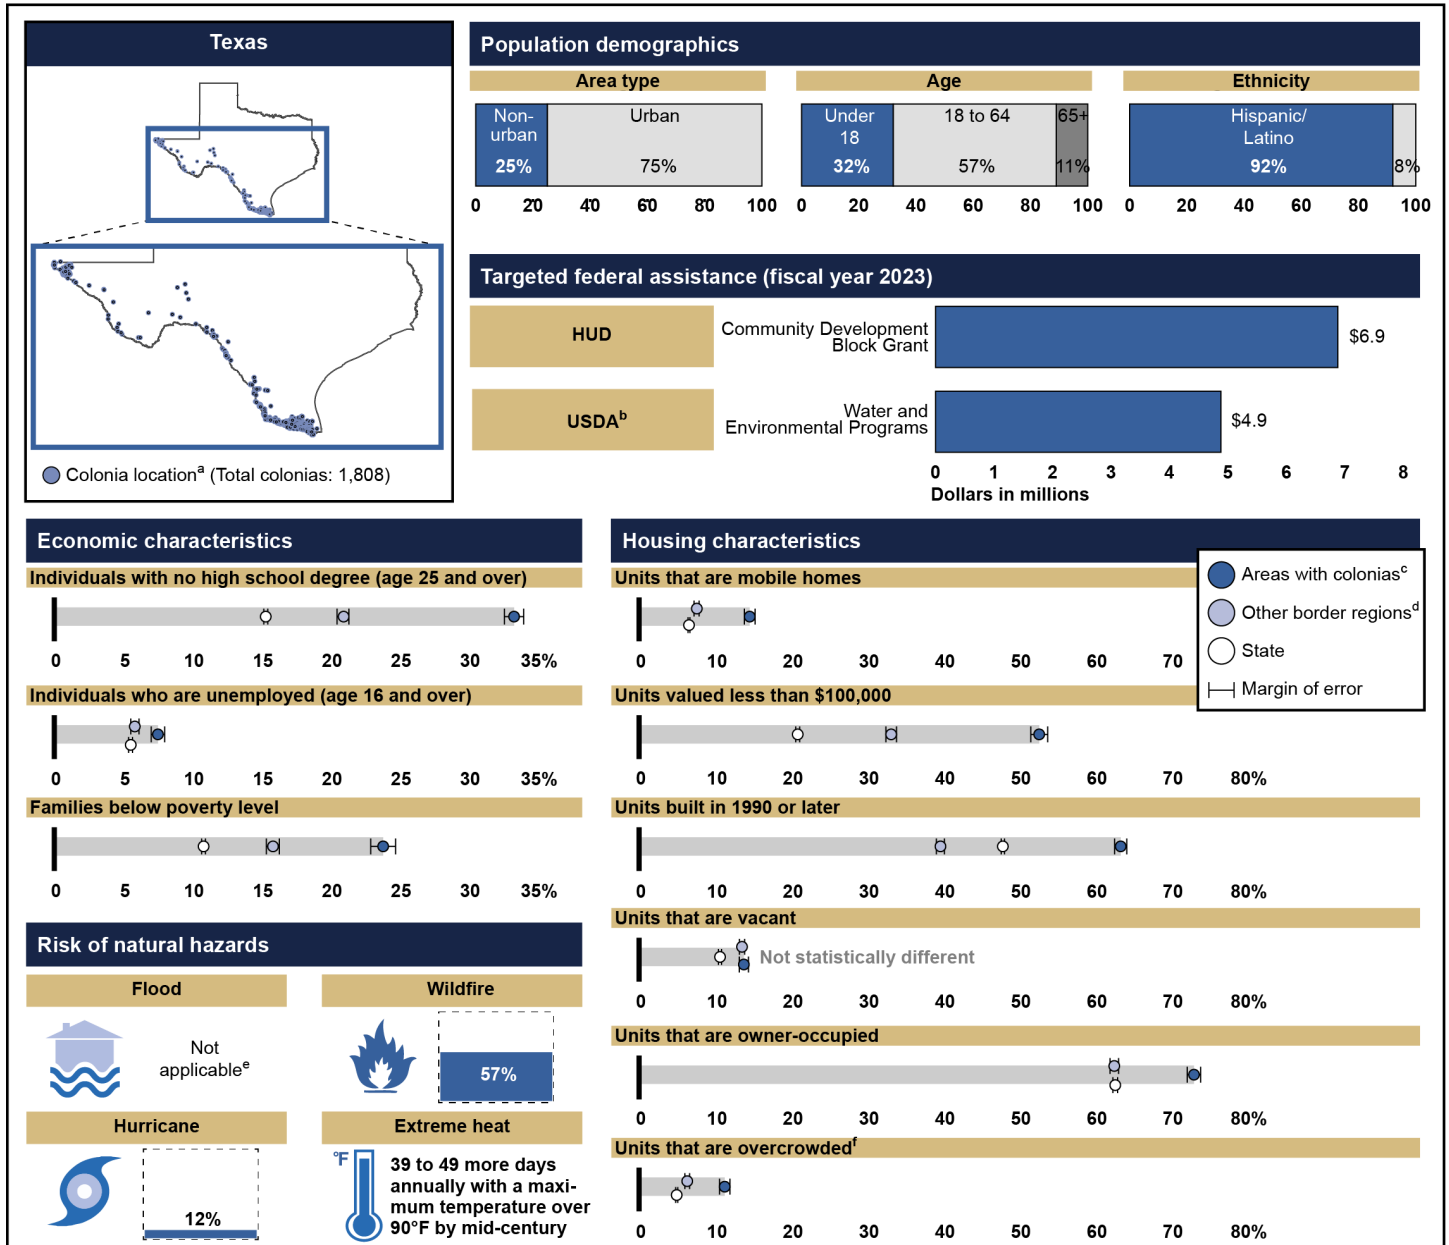 Texas
Colonia locationᵃ (Total colonias: 1,808)
Population demographics
Area type
Non-
urban
25%
Urban
75%
0 20 40 60 80 100
Age
Under
18
32%
18 to 64
57%
65+
11%
0 20 40 60 80 100
Ethnicity
Hispanic/
Latino
92%
8%
0 20 40 60 80 100
Targeted federal assistance (fiscal year 2023)
HUD
Community Development
Block Grant
$6.9
USDAᵇ
Water and
Environmental Programs
$4.9
0 1 2 3 4 5 6 7 8
Dollars in millions
Economic characteristics
Individuals with no high school degree (age 25 and over)
0 5 10 15 20 25 30 35%
Individuals who are unemployed (age 16 and over)
0 5 10 15 20 25 30 35%
Families below poverty level
0 5 10 15 20 25 30 35%
Risk of natural hazards
Flood
Not
applicableᵉ
Wildfire
57%
Hurricane
12%
Extreme heat
°F
39 to 49 more days
annually with a maxi-
mum temperature over
90°F by mid-century
Housing characteristics
Areas with coloniasᶜ
Other border regionsᵈ
State
Margin of error
Units that are mobile homes
0 10 20 30 40 50 60 70
Units valued less than $100,000
0 10 20 30 40 50 60 70 80%
Units built in 1990 or later
0 10 20 30 40 50 60 70 80%
Units that are vacant
Not statistically different
0 10 20 30 40 50 60 70 80%
Units that are owner-occupied
0 10 20 30 40 50 60 70 80%
Units that are overcrowdedᶠ
0 10 20 30 40 50 60 70 80%